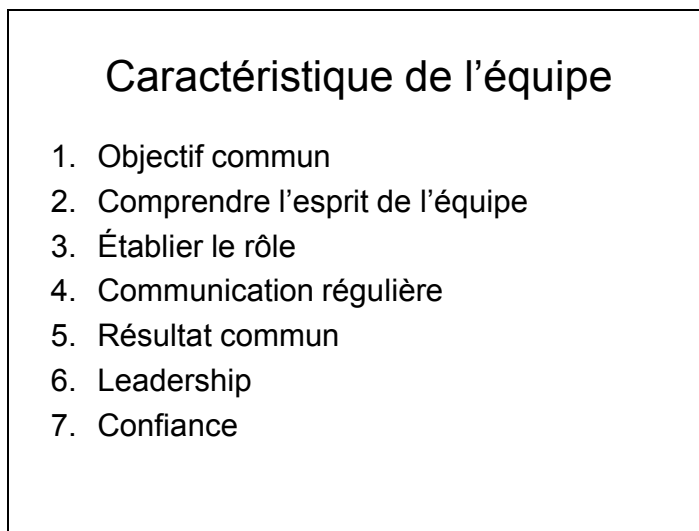 Caractéristique de l’équipe
1. Objectif commun
2. Comprendre l’esprit de l’équipe
3. Établier le rôle
4. Communication régulière
5. Résultat commun
6. Leadership
7. Confiance